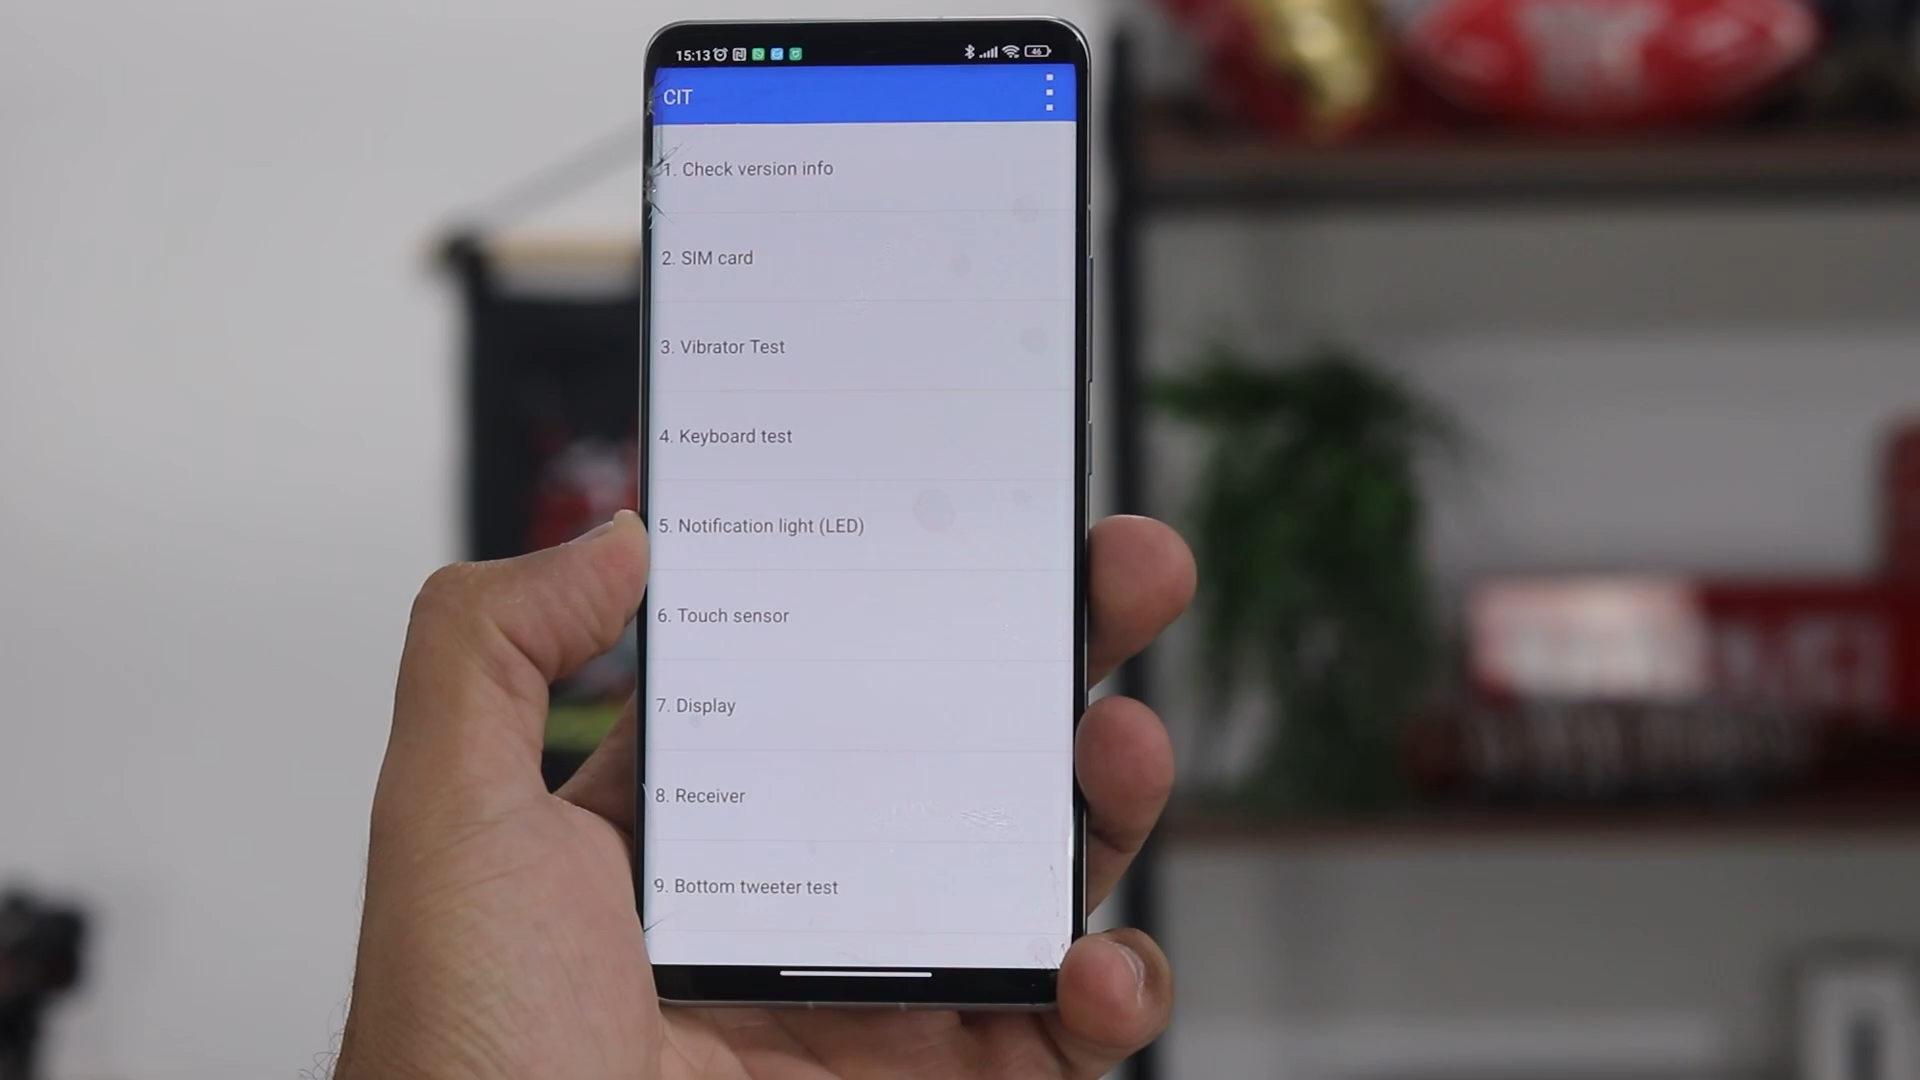 15:13
46
CIT
1. Check version info
2. SIM card
3. Vibrator Test
4. Keyboard test
5. Notification light (LED)
6. Touch sensor
7. Display
8. Receiver
9. Bottom tweeter test